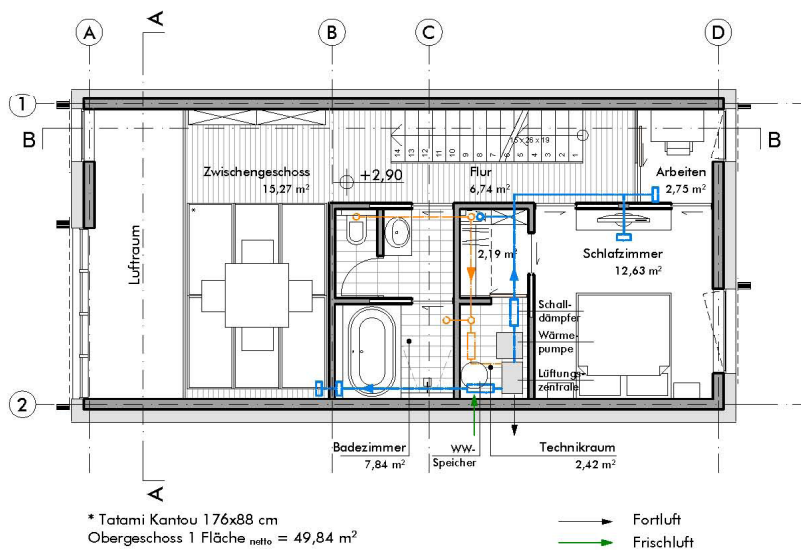 A
A
B
C
D
1
B
B
15 x 26 x 19
14 13 12 11 10 9 8 7 6 5 4 3 2 1
Zwischengeschoss
15,27 m²
+2,90
Flur
6,74 m²
Arbeiten
2,75 m²
*
Luftraum
2,19 m²
Schlafzimmer
12,63 m²
Schall-
dämpfer
Wärme-
pumpe
Lüftungs-
zentrale
2
Badezimmer
7,84 m²
WW-
Speicher
Technikraum
2,42 m²
A
* Tatami Kantou 176x88 cm
Obergeschoss 1 Fläche netto = 49,84 m²
Fortluft
Frischluft